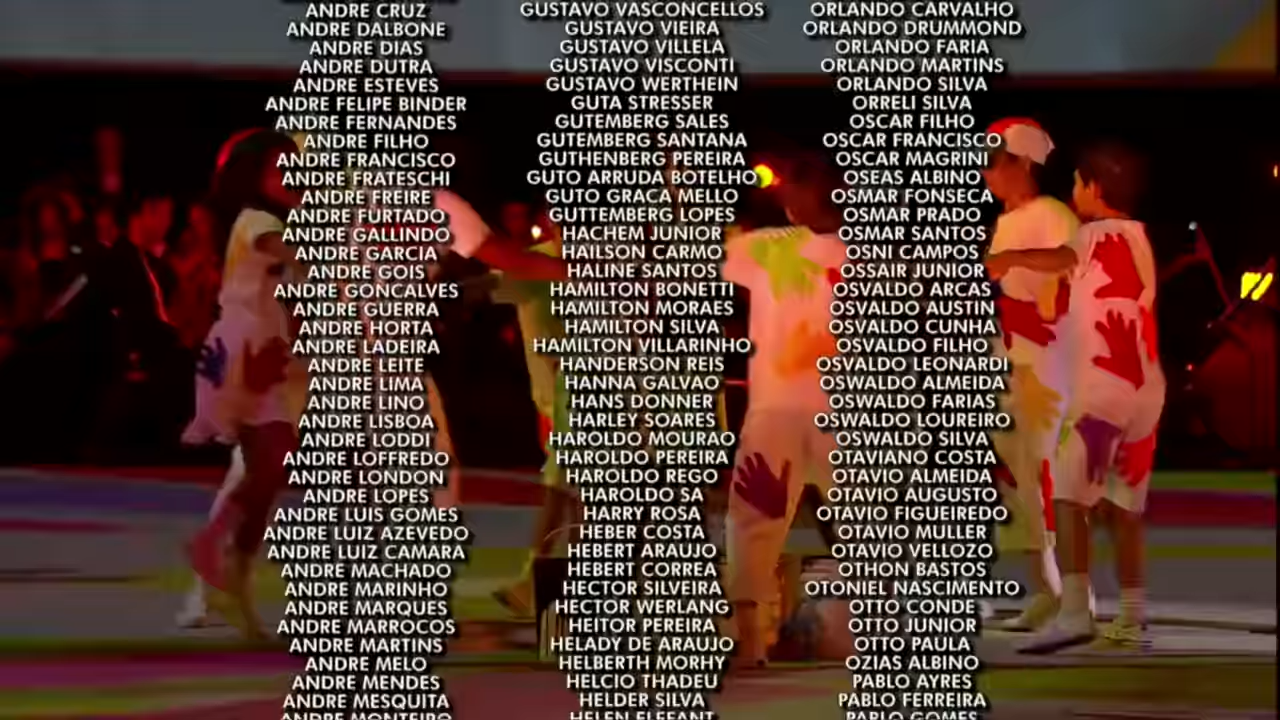 ANDRE CRUZ
ANDRE DALBONE
ANDRE DIAS
ANDRE DUTRA
ANDRE ESTEVES
ANDRE FELIPE BINDER
ANDRE FERNANDES
ANDRE FILHO
ANDRE FRANCISCO
ANDRE FRATESCHI
ANDRE FREIRE
ANDRE FURTADO
ANDRE GALLINDO
ANDRE GARCIA
ANDRE GOIS
ANDRE GONCALVES
ANDRE GUERRA
ANDRE HORTA
ANDRE LADEIRA
ANDRE LEITE
ANDRE LIMA
ANDRE LINO
ANDRE LISBOA
ANDRE LODDI
ANDRE LOFFREDO
ANDRE LONDON
ANDRE LOPES
ANDRE LUIS GOMES
ANDRE LUIZ AZEVEDO
ANDRE LUIZ CAMARA
ANDRE MACHADO
ANDRE MARINHO
ANDRE MARQUES
ANDRE MARROCOS
ANDRE MARTINS
ANDRE MELO
ANDRE MENDES
ANDRE MESQUITA
ANDRE MONTEIRO
GUSTAVO VASCONCELLOS
GUSTAVO VIEIRA
GUSTAVO VILLELA
GUSTAVO VISCONTI
GUSTAVO WERTHEIN
GUTA STRESSER
GUTEMBERG SALES
GUTEMBERG SANTANA
GUTHENBERG PEREIRA
GUTO ARRUDA BOTELHO
GUTO GRACA MELLO
GUTTEMBERG LOPES
HACHEM JUNIOR
HAILSON CARMO
HALINE SANTOS
HAMILTON BONETTI
HAMILTON MORAES
HAMILTON SILVA
HAMILTON VILLARINHO
HANDERSON REIS
HANNA GALVAO
HANS DONNER
HARLEY SOARES
HAROLDO MOURAO
HAROLDO PEREIRA
HAROLDO REGO
HAROLDO SA
HARRY ROSA
HEBER COSTA
HEBERT ARAUJO
HEBERT CORREA
HECTOR SILVEIRA
HECTOR WERLANG
HEITOR PEREIRA
HELADY DE ARAUJO
HELBERTH MORHY
HELCIO THADEU
HELDER SILVA
HELEN ELEFANT
ORLANDO CARVALHO
ORLANDO DRUMMOND
ORLANDO FARIA
ORLANDO MARTINS
ORLANDO SILVA
ORRELI SILVA
OSCAR FILHO
OSCAR FRANCISCO
OSCAR MAGRINI
OSEAS ALBINO
OSMAR FONSECA
OSMAR PRADO
OSMAR SANTOS
OSNI CAMPOS
OSSAIR JUNIOR
OSVALDO ARCAS
OSVALDO AUSTIN
OSVALDO CUNHA
OSVALDO FILHO
OSVALDO LEONARDI
OSWALDO ALMEIDA
OSWALDO FARIAS
OSWALDO LOUREIRO
OSWALDO SILVA
OTAVIANO COSTA
OTAVIO ALMEIDA
OTAVIO AUGUSTO
OTAVIO FIGUEIREDO
OTAVIO MULLER
OTAVIO VELLOZO
OTHON BASTOS
OTONIEL NASCIMENTO
OTTO CONDE
OTTO JUNIOR
OTTO PAULA
OZIAS ALBINO
PABLO AYRES
PABLO FERREIRA
PABLO GOMES